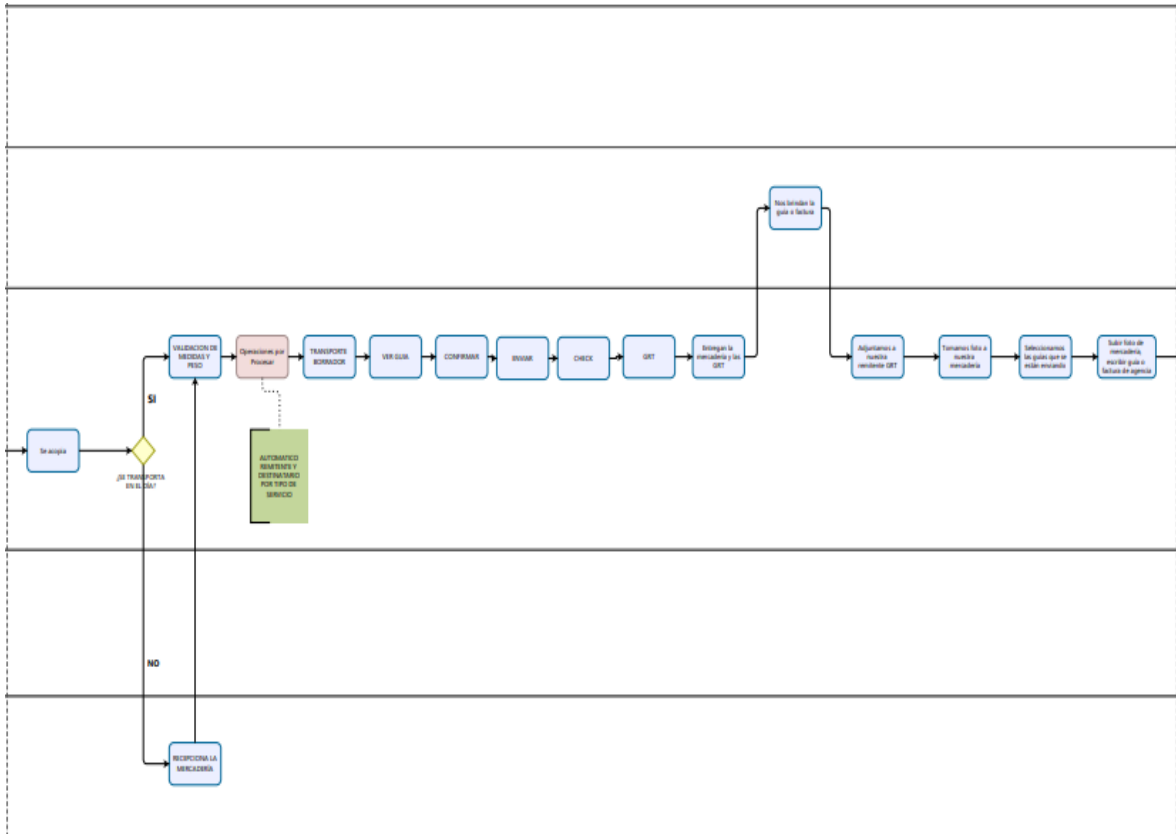 Nos brindan la
guía o factura
VALIDACION DE
MEDIDAS Y
PESO
Operaciones por
Procesar
TRANSPORTE
BORRADOR
VER GUIA
CONFIRMAR
ENVIAR
CHECK
GRT
Entregan la
mercadería y las
GRT
Adjuntamos a
nuestra
remitente GRT
Tomamos foto a
nuestra
mercadería
Seleccionamos
las guías que se
están enviando
Subir foto de
mercadería,
escribir guía o
factura de agencia
SI
Se acopia
¿SE TRANSPORTA
EN EL DÍA?
AUTOMATICO
REMITENTE Y
DESTINATARIO
POR TIPO DE
SERVICIO
NO
RECEPCIONA LA
MERCADERÍA